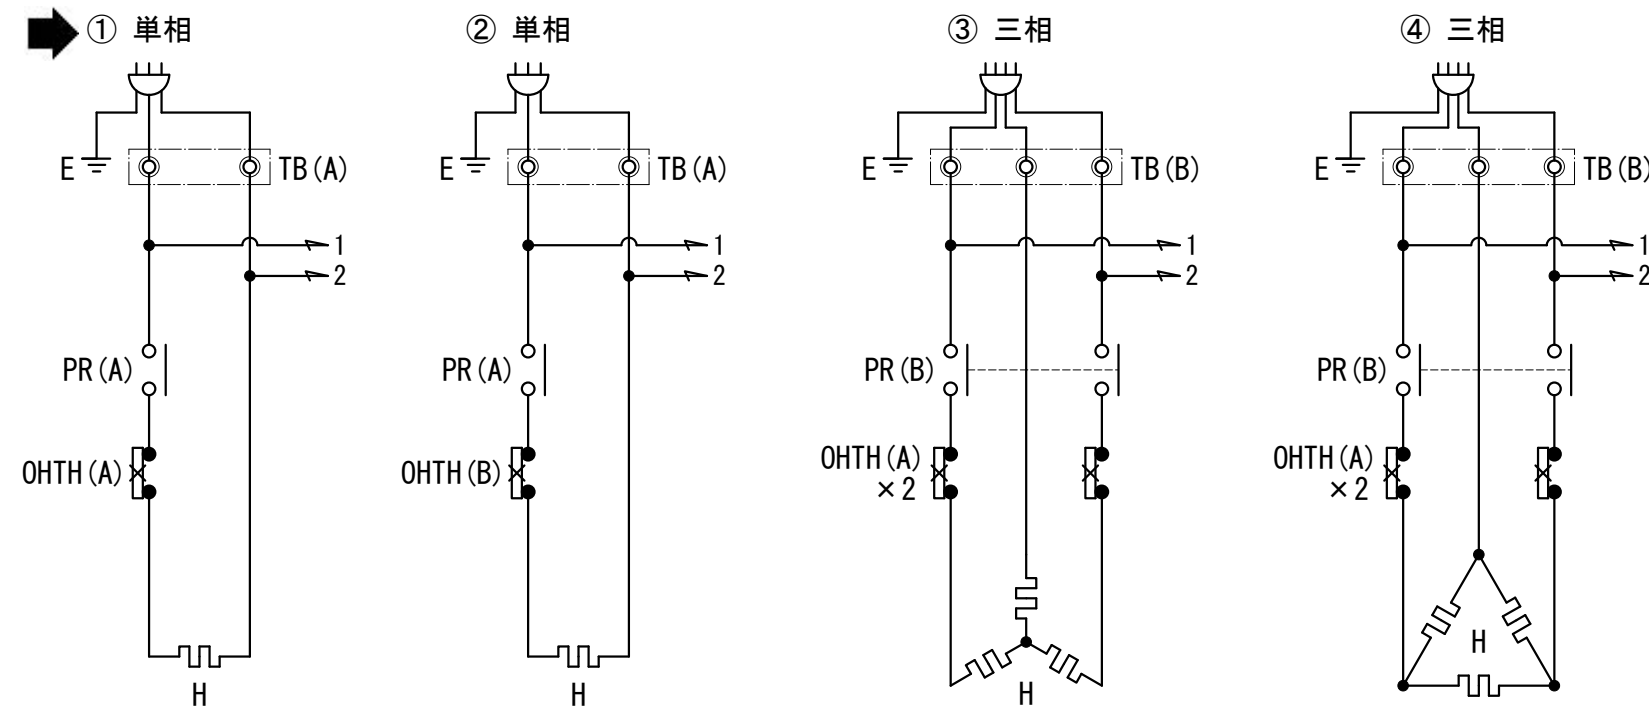 ① 単相
② 単相
③ 三相
④ 三相
E TB(A)
E TB(A)
E TB(B)
E TB(B)
1
1
1
1
2
2
2
2
PR(A)
PR(A)
PR(B)
PR(B)
OHTH(A)
OHTH(B)
OHTH(A)
×2
OHTH(A)
×2
H
H
H
H